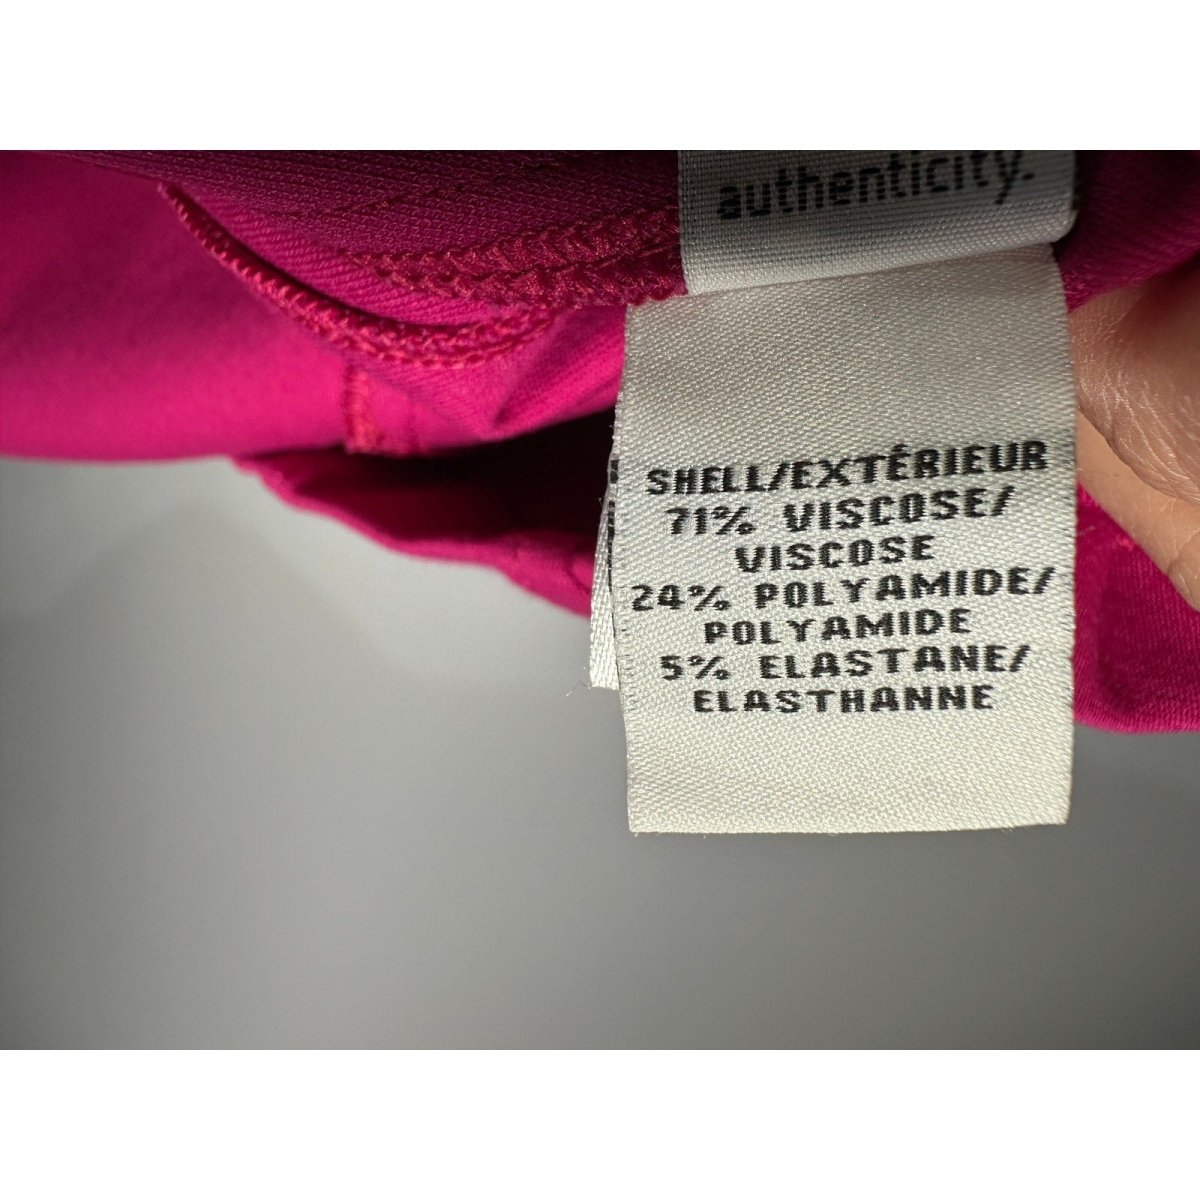 authenticity.
SHELL/EXTÉRIEUR
71% VISCOSE/
VISCOSE
24% POLYAMIDE/
POLYAMIDE
5% ELASTANE/
ELASTHANNE